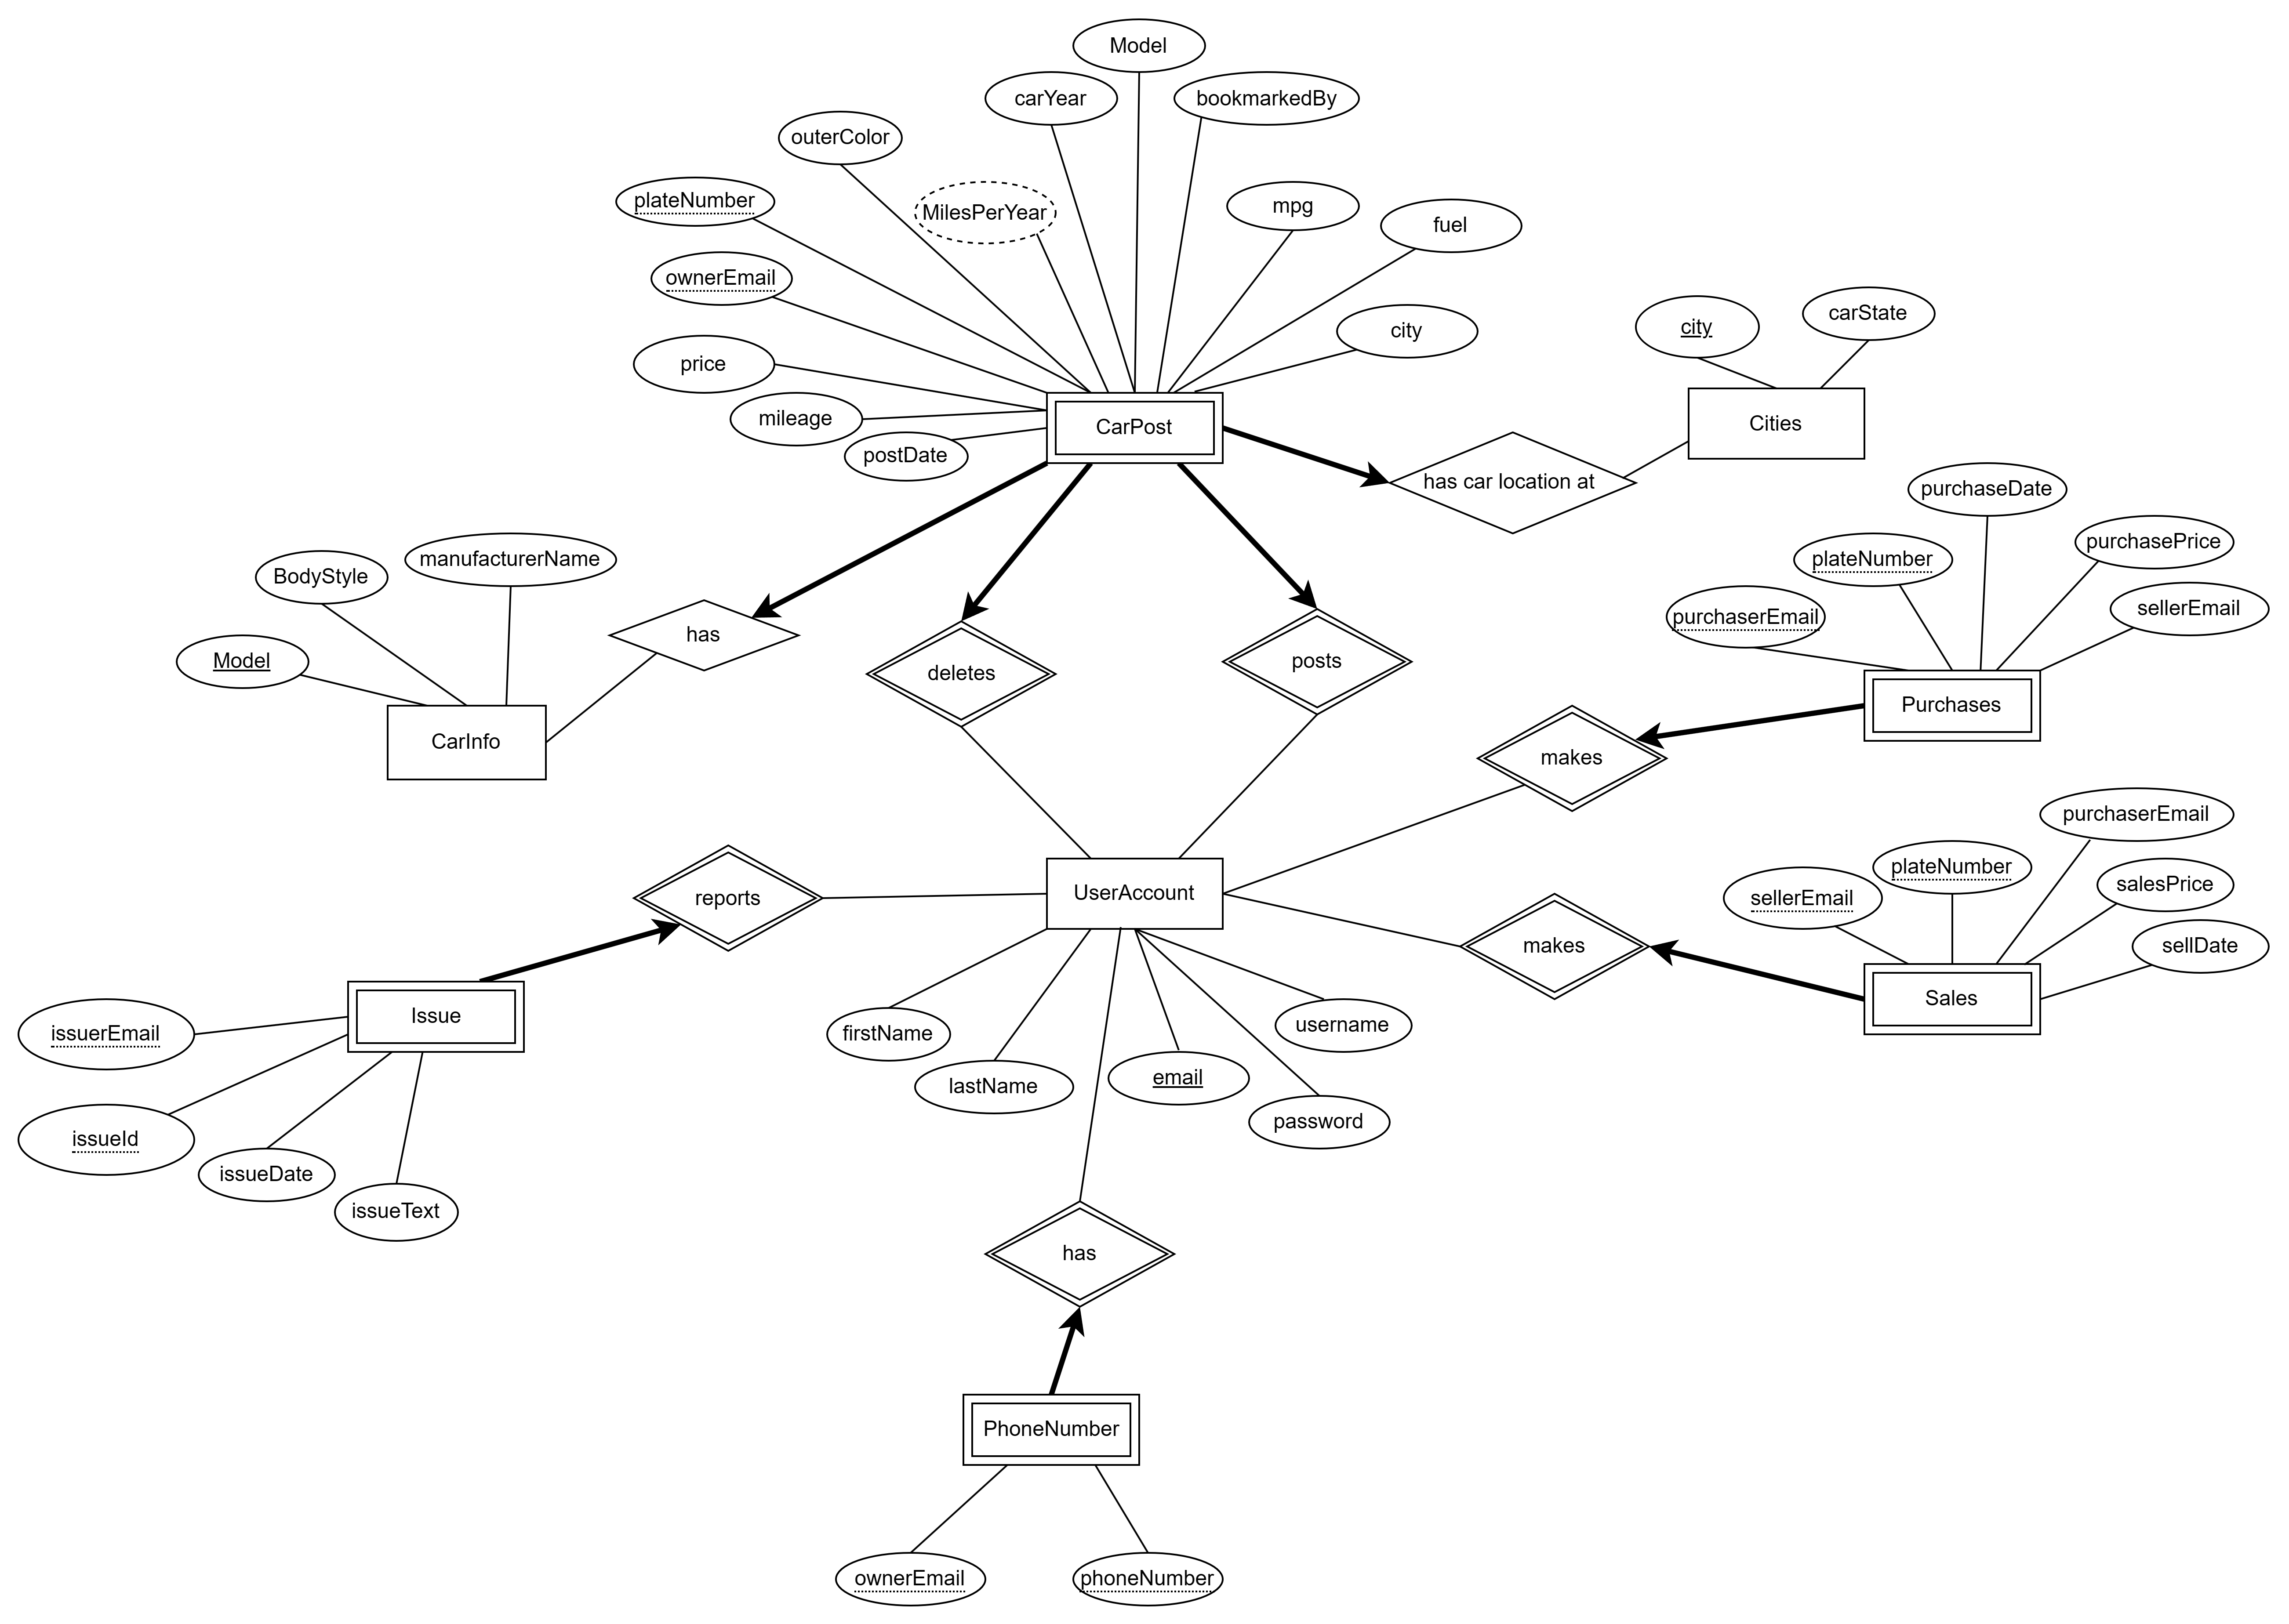 Model
carYear
bookmarkedBy
outerColor
plateNumber
MilesPerYear
mpg
fuel
ownerEmail
city
price
mileage
postDate
CarPost
city
carState
Cities
has car location at
purchaseDate
plateNumber
purchasePrice
purchaserEmail
sellerEmail
Purchases
BodyStyle
manufacturerName
Model
CarInfo
has
deletes
posts
makes
purchaserEmail
plateNumber
salesPrice
sellerEmail
sellDate
Sales
makes
reports
UserAccount
Issue
issuerEmail
issueId
issueDate
issueText
firstName
lastName
email
username
password
has
PhoneNumber
ownerEmail
phoneNumber